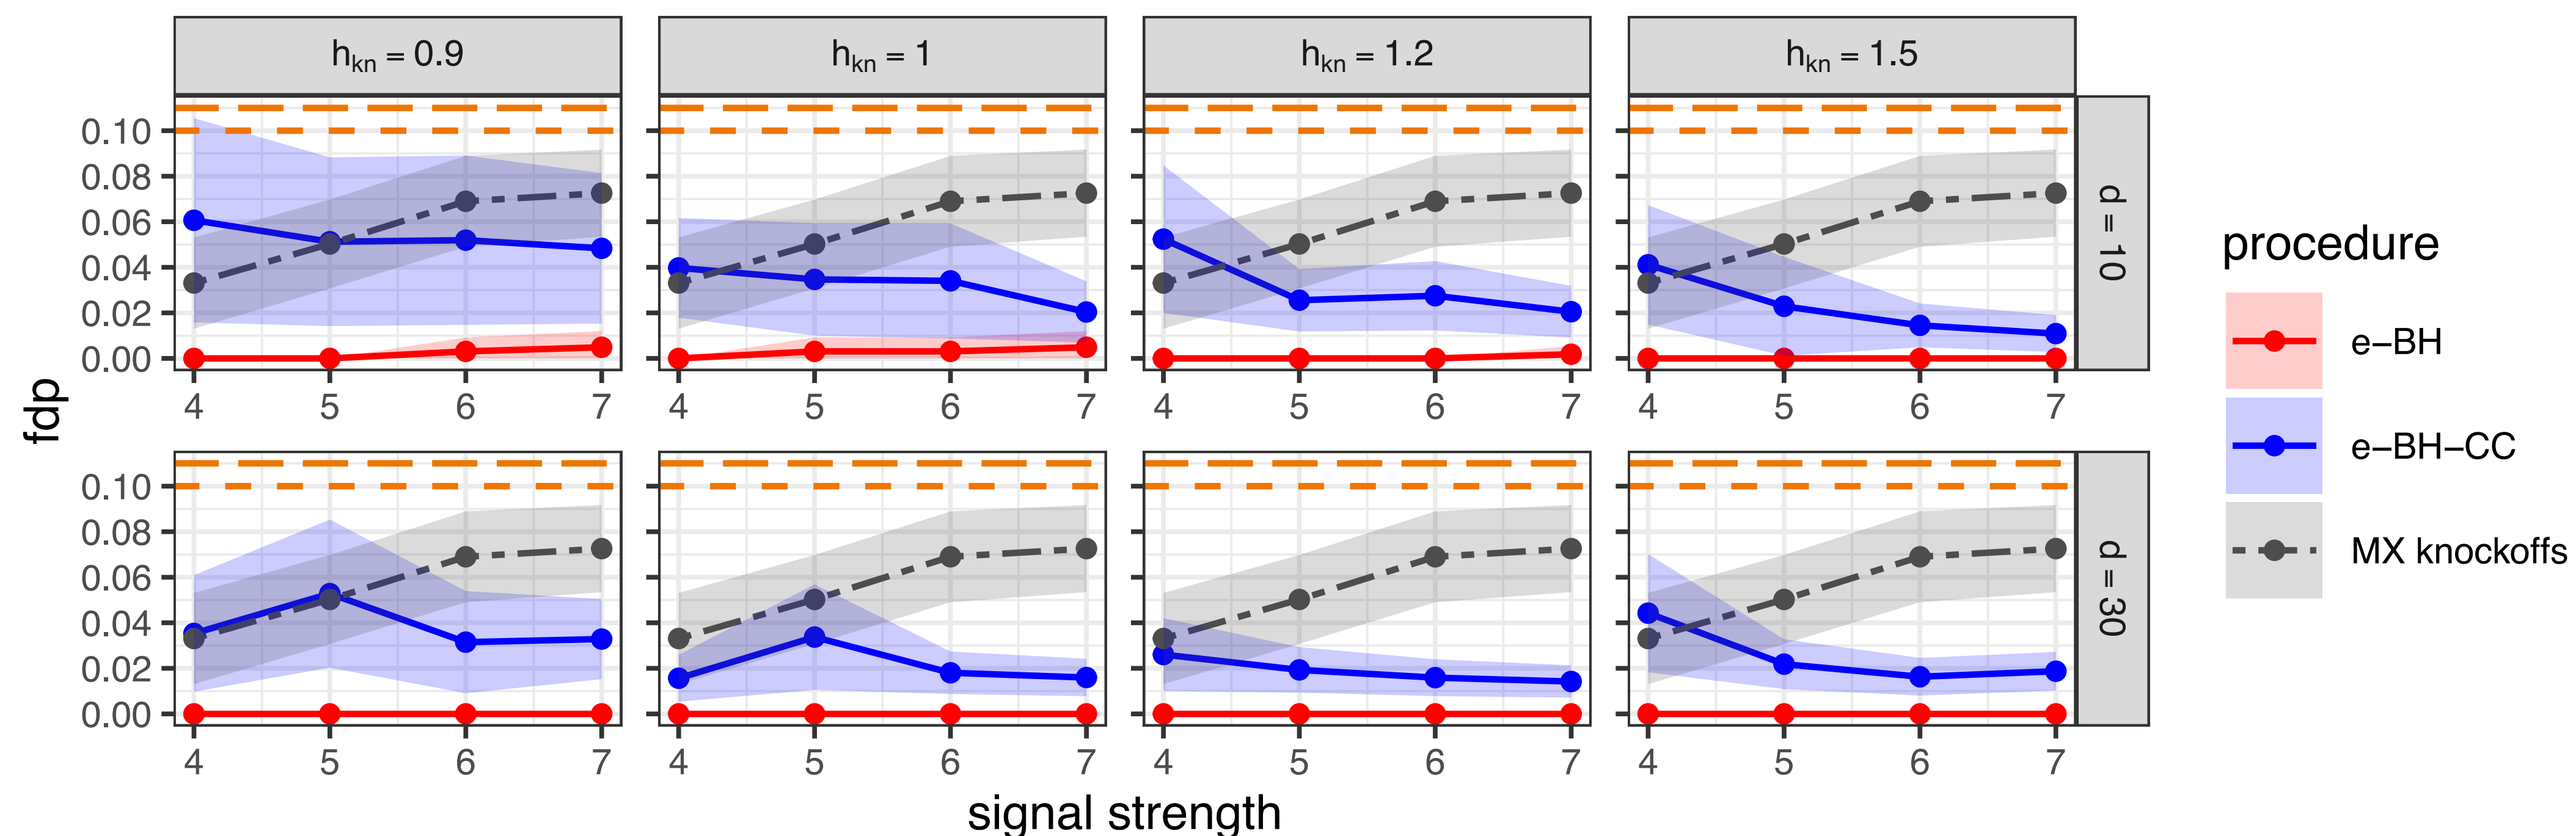 h_kn = 0.9
h_kn = 1
h_kn = 1.2
h_kn = 1.5
0.10
0.08
0.06
0.04
0.02
0.00
d = 10
4 5 6 7
4 5 6 7
4 5 6 7
4 5 6 7
0.10
0.08
0.06
0.04
0.02
0.00
d = 30
4 5 6 7
4 5 6 7
4 5 6 7
4 5 6 7
fdp
signal strength
procedure
e−BH
e−BH−CC
MX knockoffs